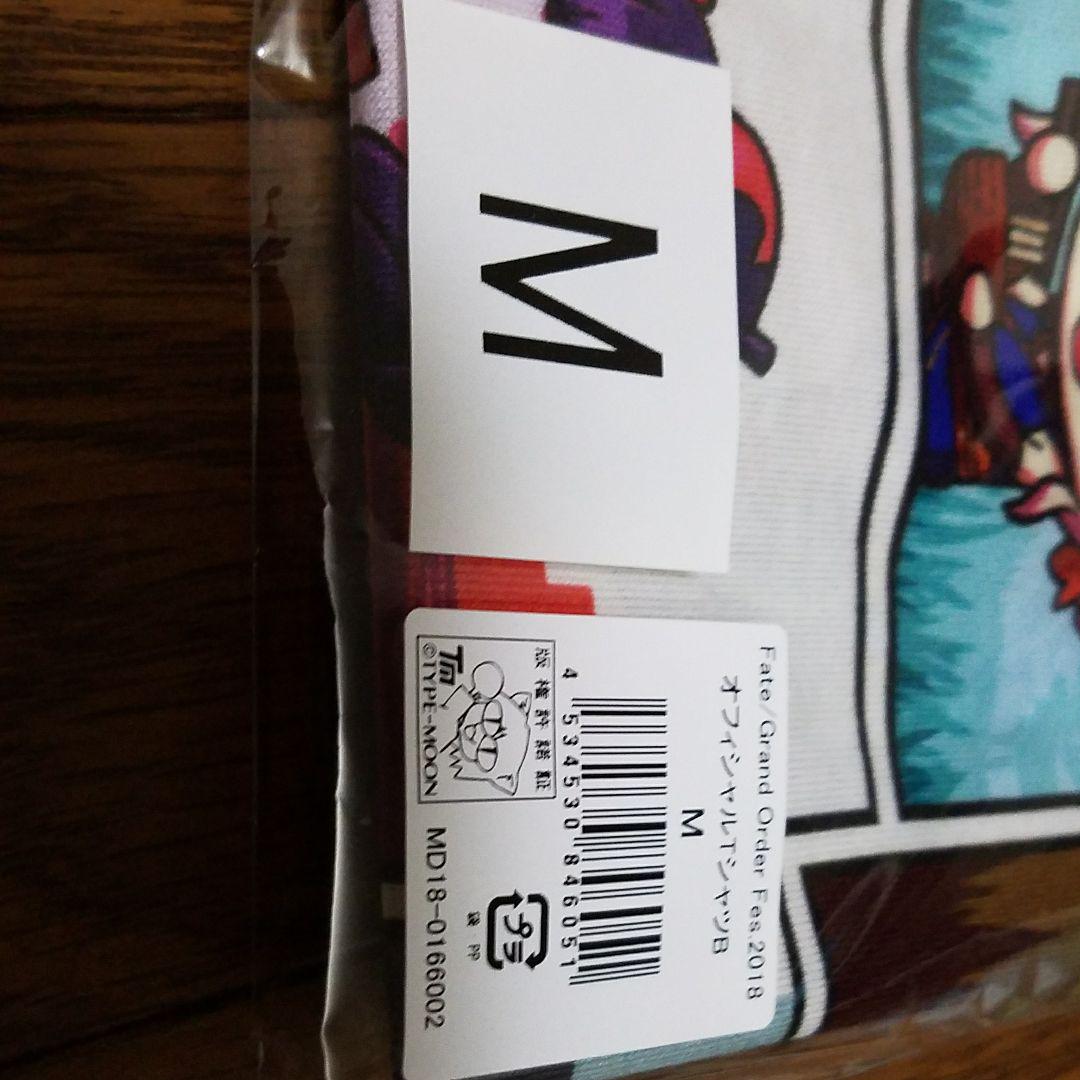 M
Fate/Grand Order Fes.2018
オフィシャルTシャツB
M
4 534530 846051
版権許諾証
TM
©TYPE-MOON
プラ
袋 PP
MD18-0166002